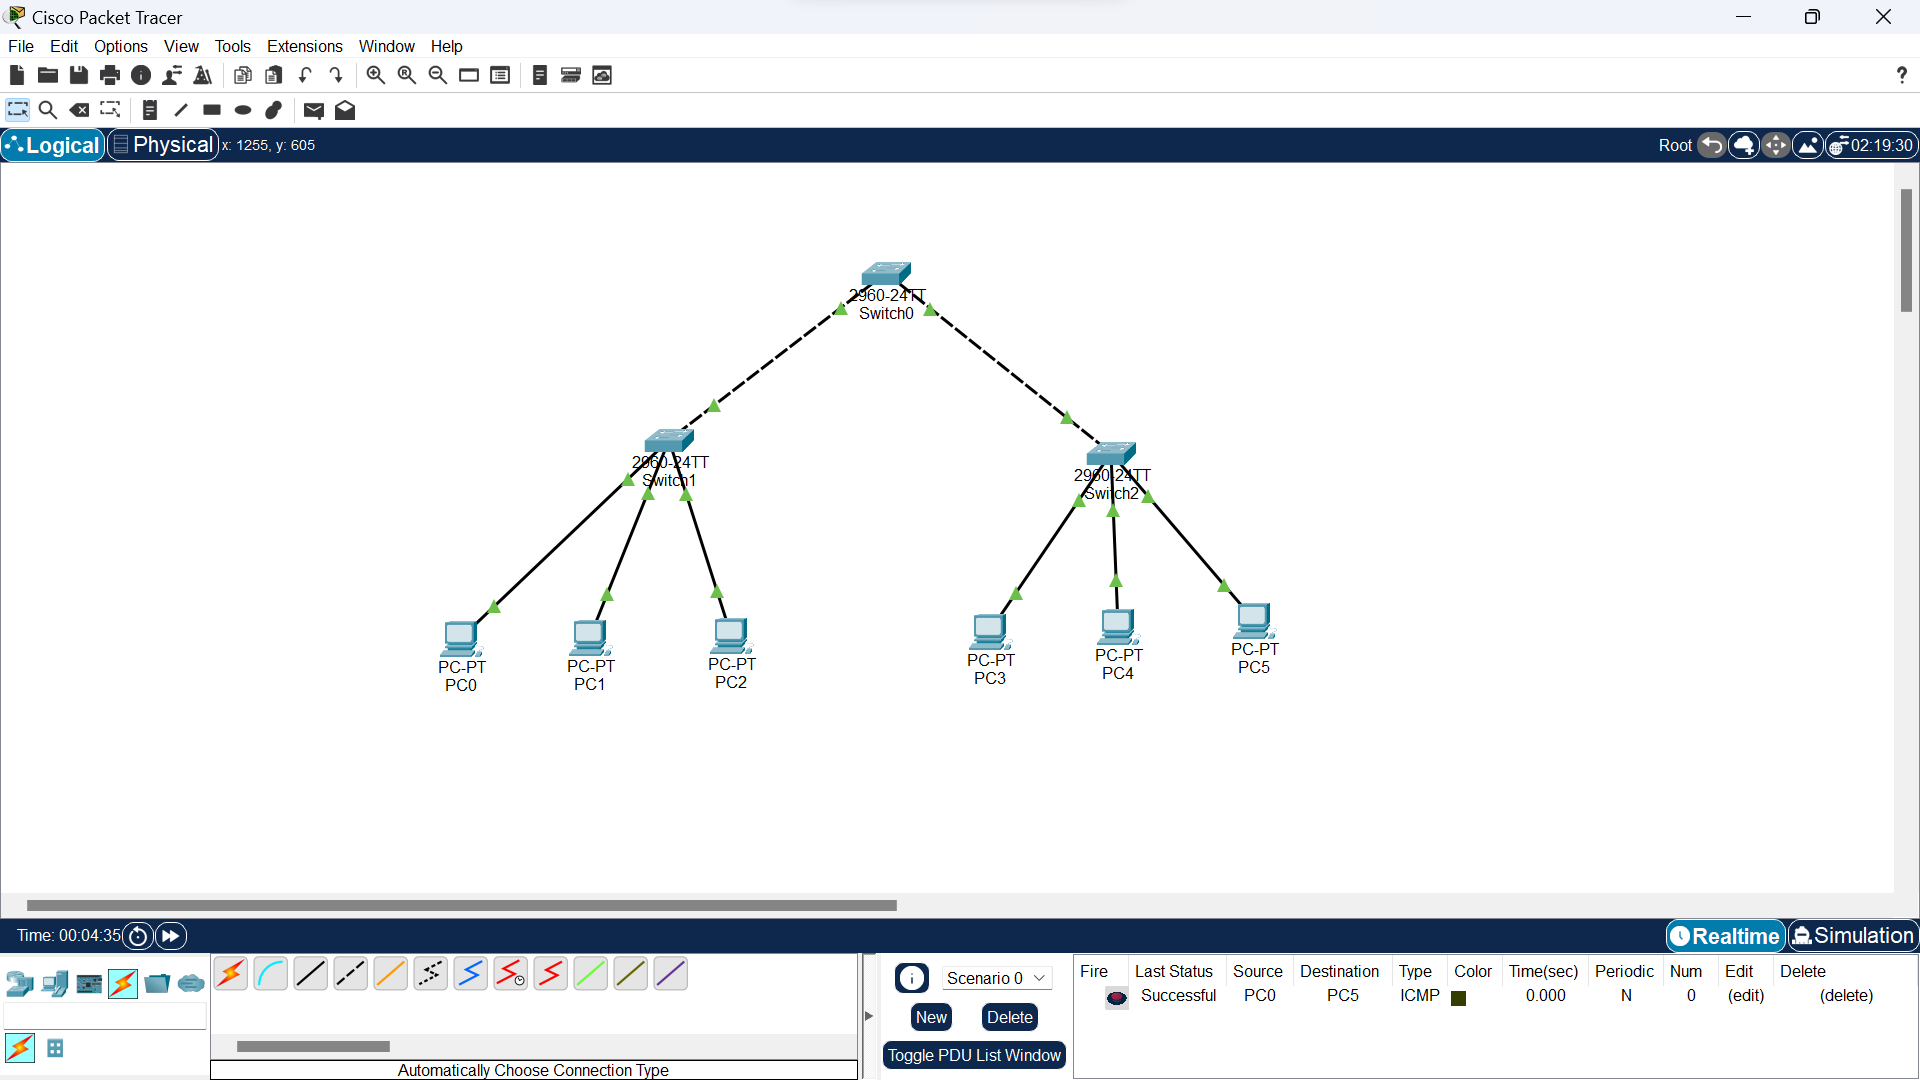 Cisco Packet Tracer
File Edit Options View Tools Extensions Window Help
Logical Physical x: 1255, y: 605 Root 02:19:30
2960-24TT
Switch0
2960-24TT
Switch1
2960-24TT
Switch2
PC-PT
PC0
PC-PT
PC1
PC-PT
PC2
PC-PT
PC3
PC-PT
PC4
PC-PT
PC5
Time: 00:04:35 Realtime Simulation
Automatically Choose Connection Type
Scenario 0
New Delete
Toggle PDU List Window
Fire Last Status Source Destination Type Color Time(sec) Periodic Num Edit Delete
Successful PC0 PC5 ICMP 0.000 N 0 (edit) (delete)